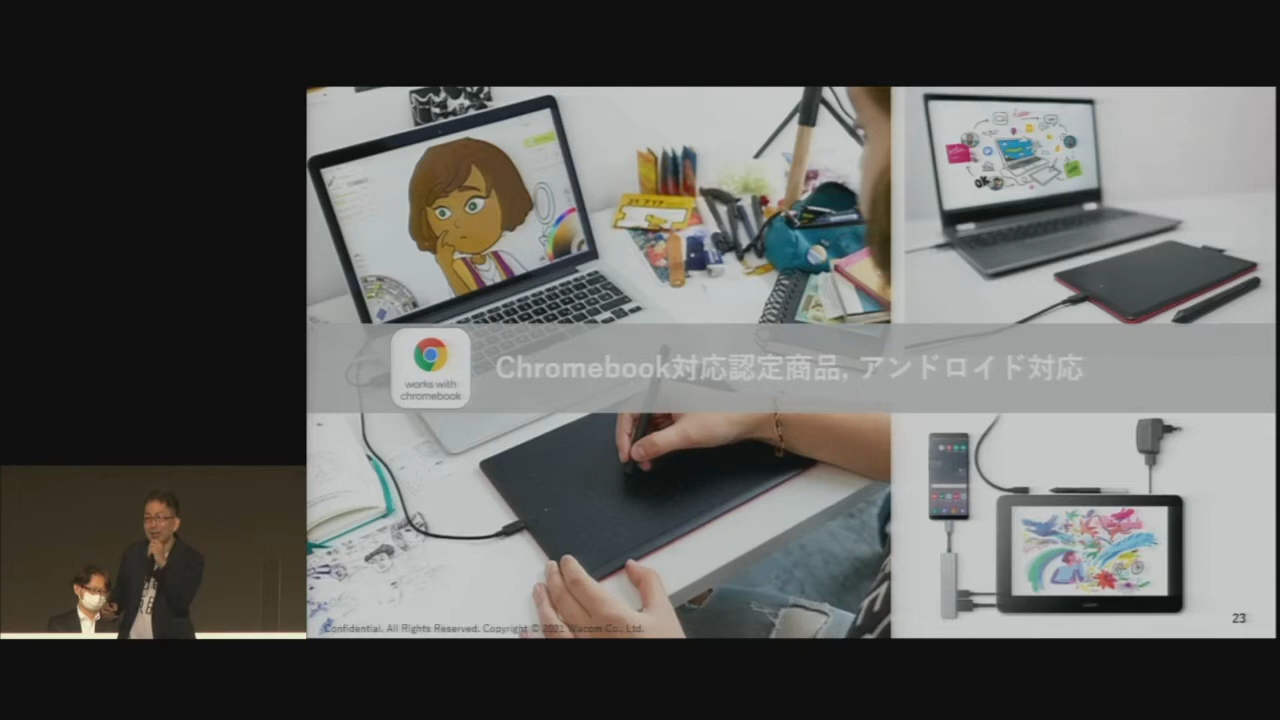 works with
chromebook
Chromebook対応認定商品, アンドロイド対応
Confidential. All Rights Reserved. Copyright © 2021 Wacom Co., Ltd.
23